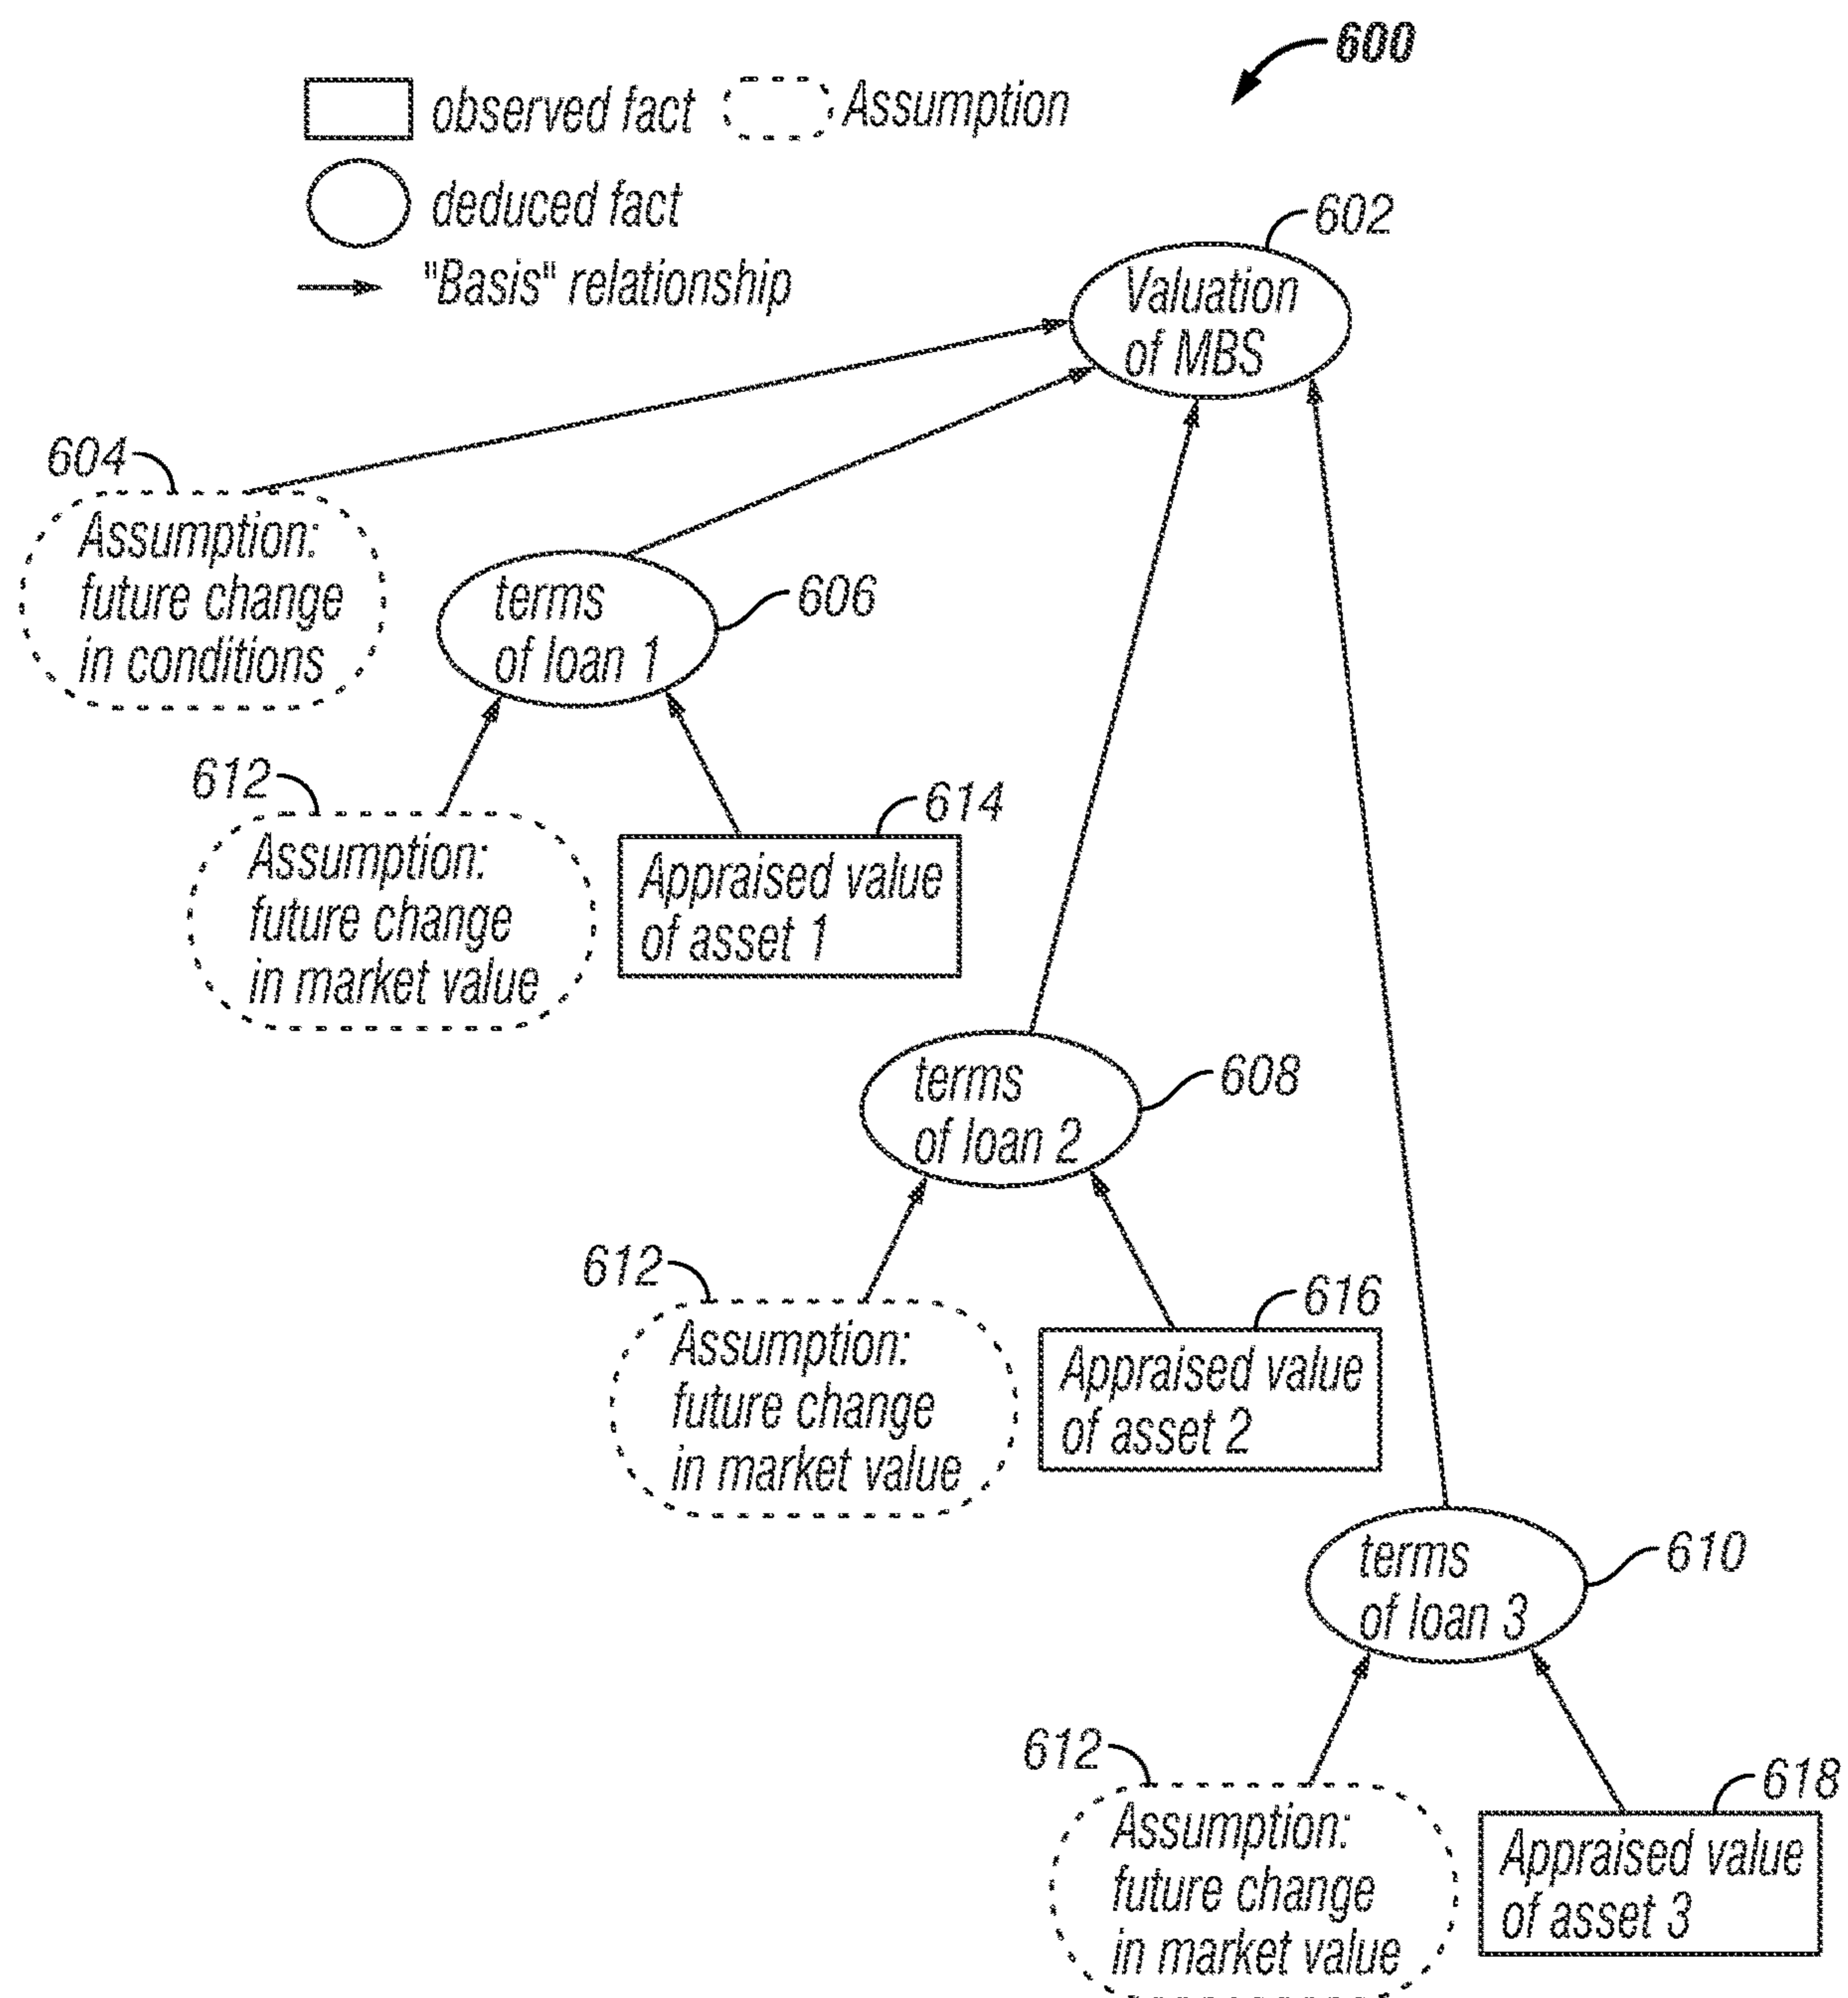 600
observed fact
Assumption
deduced fact
"Basis" relationship
602
Valuation
of MBS
604
Assumption:
future change
in conditions
terms
of loan 1
606
612
Assumption:
future change
in market value
614
Appraised value
of asset 1
terms
of loan 2
608
612
Assumption:
future change
in market value
616
Appraised value
of asset 2
terms
of loan 3
610
612
Assumption:
future change
in market value
618
Appraised value
of asset 3